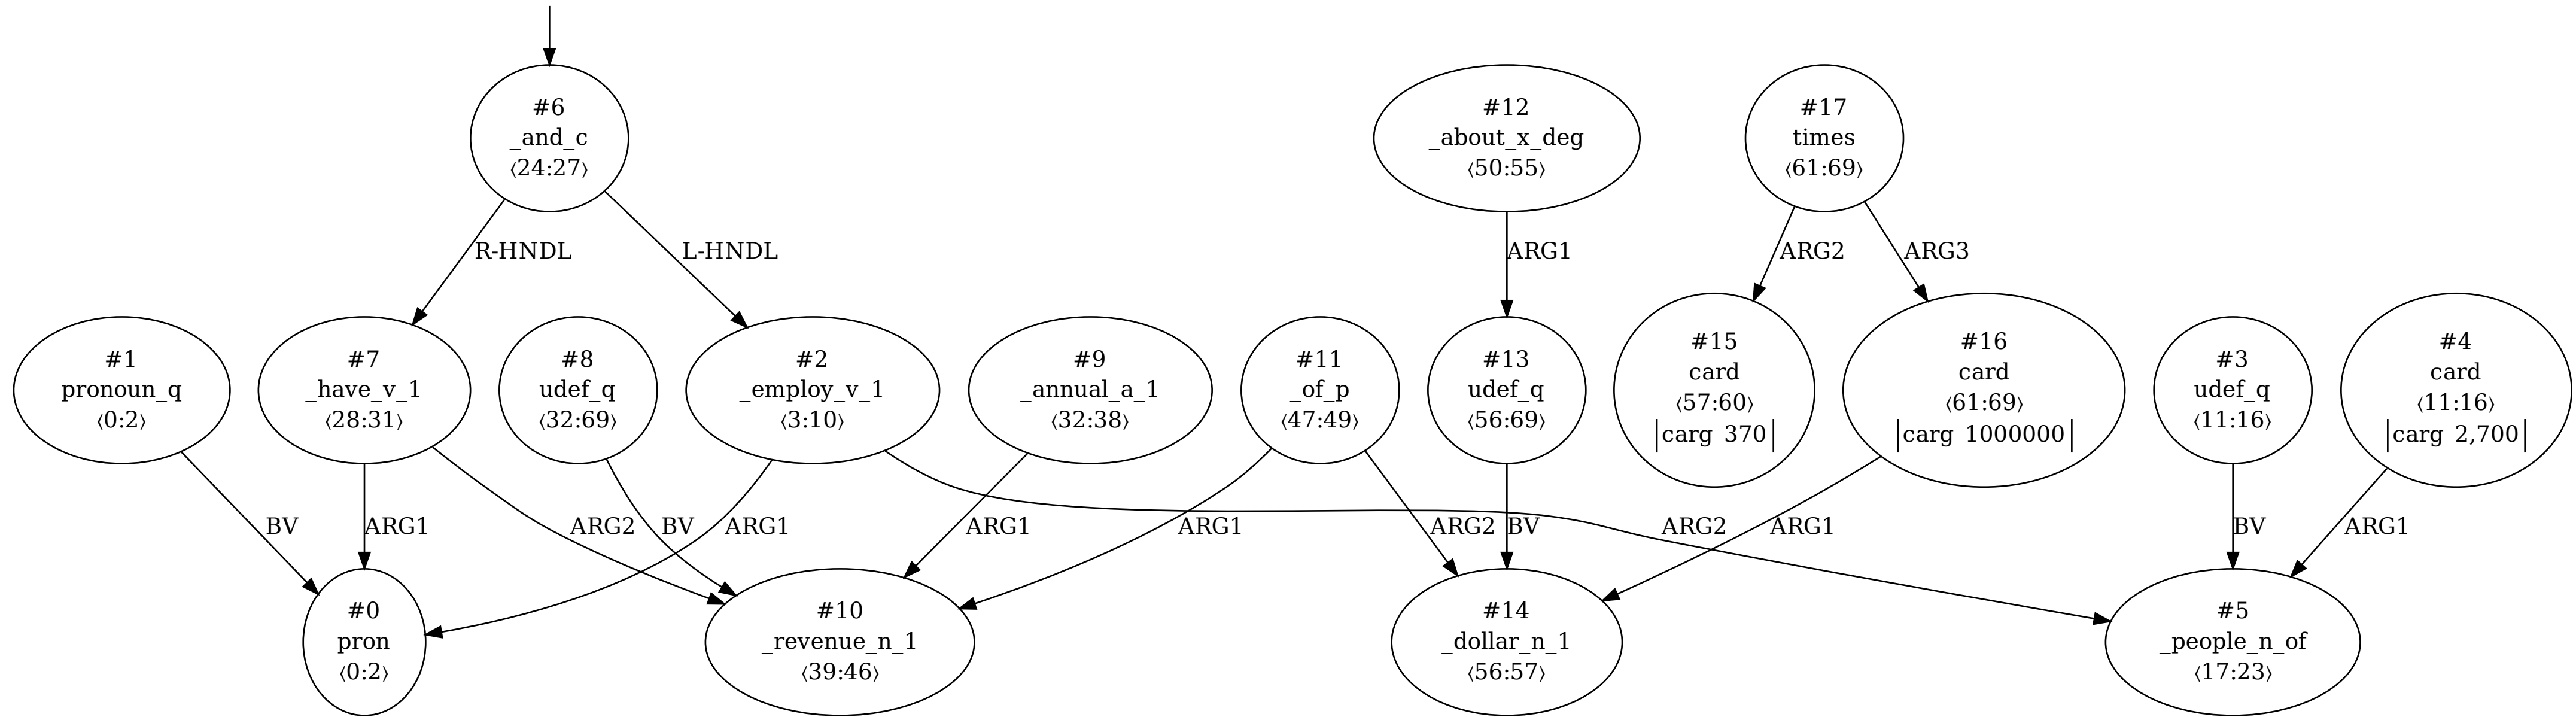 #6
_and_c
⟨24:27⟩
#12
_about_x_deg
⟨50:55⟩
#17
times
⟨61:69⟩
R-HNDL
L-HNDL
ARG1
ARG2
ARG3
#1
pronoun_q
⟨0:2⟩
#7
_have_v_1
⟨28:31⟩
#8
udef_q
⟨32:69⟩
#2
_employ_v_1
⟨3:10⟩
#9
_annual_a_1
⟨32:38⟩
#11
_of_p
⟨47:49⟩
#13
udef_q
⟨56:69⟩
#15
card
⟨57:60⟩
|carg 370|
#16
card
⟨61:69⟩
|carg 1000000|
#3
udef_q
⟨11:16⟩
#4
card
⟨11:16⟩
|carg 2,700|
BV
ARG1
ARG2
BV
ARG1
ARG1
ARG1
ARG2
BV
ARG2
ARG1
BV
ARG1
#0
pron
⟨0:2⟩
#10
_revenue_n_1
⟨39:46⟩
#14
_dollar_n_1
⟨56:57⟩
#5
_people_n_of
⟨17:23⟩